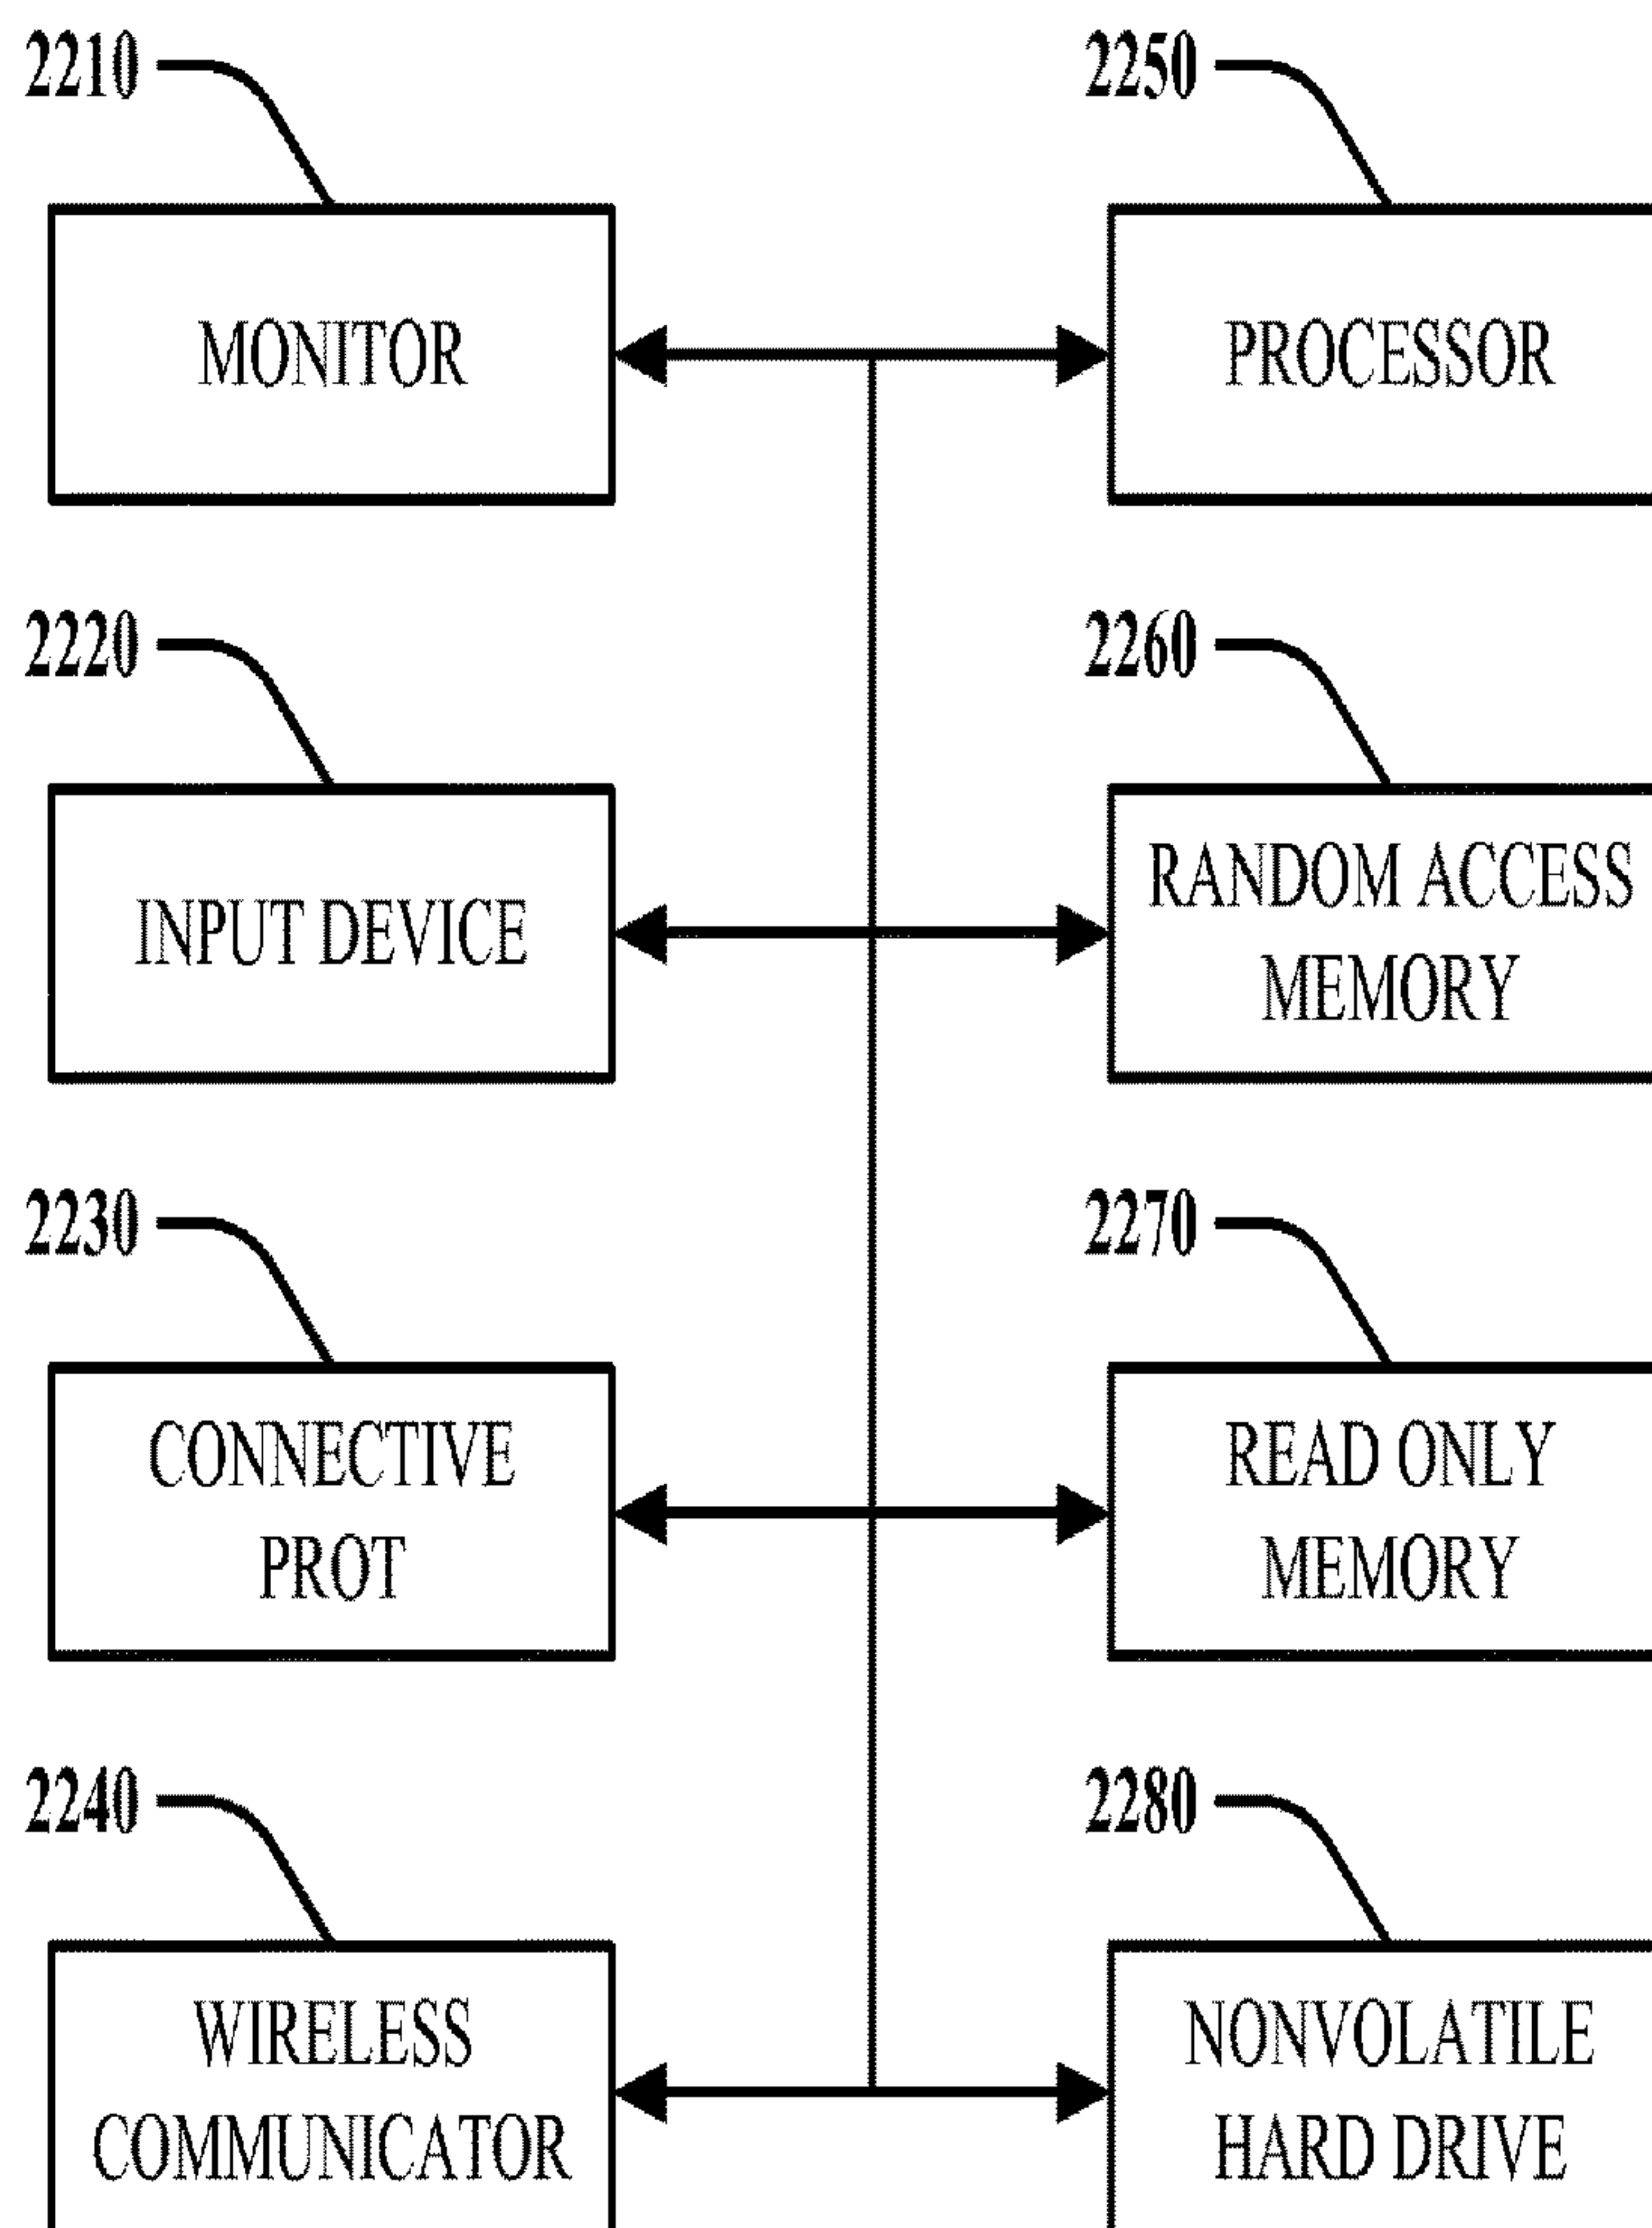 2210
MONITOR
2250
PROCESSOR
2220
INPUT DEVICE
2260
RANDOM ACCESS
MEMORY
2230
CONNECTIVE
PROT
2270
READ ONLY
MEMORY
2240
WIRELESS
COMMUNICATOR
2280
NONVOLATILE
HARD DRIVE